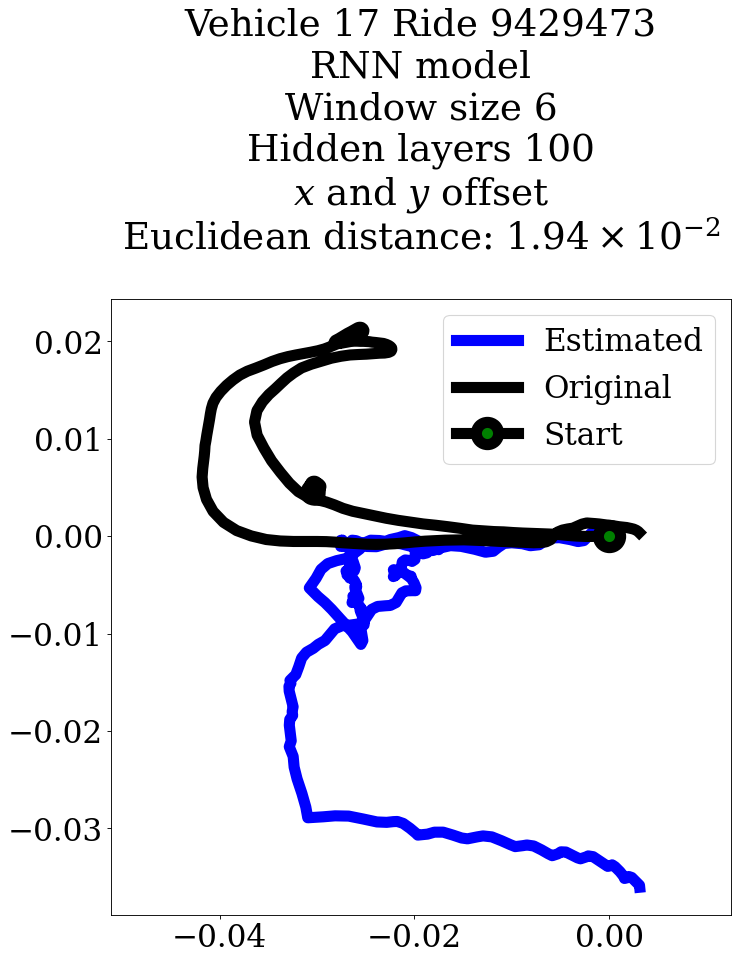 Vehicle 17 Ride 9429473
RNN model
Window size 6
Hidden layers 100
x and y offset
Euclidean distance: 1.94 × 10⁻²
Estimated
Original
Start
0.02
0.01
0.00
−0.01
−0.02
−0.03
−0.04
−0.02
0.00